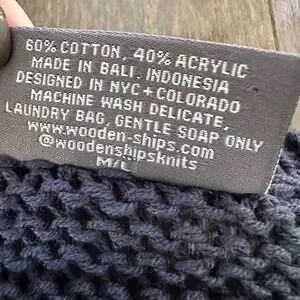 60% COTTON, 40% ACRYLIC
MADE IN BALI, INDONESIA
DESIGNED IN NYC + COLORADO
MACHINE WASH DELICATE,
LAUNDRY BAG, GENTLE SOAP ONLY
www.wooden-ships.com
@woodenshipsknits
M/L